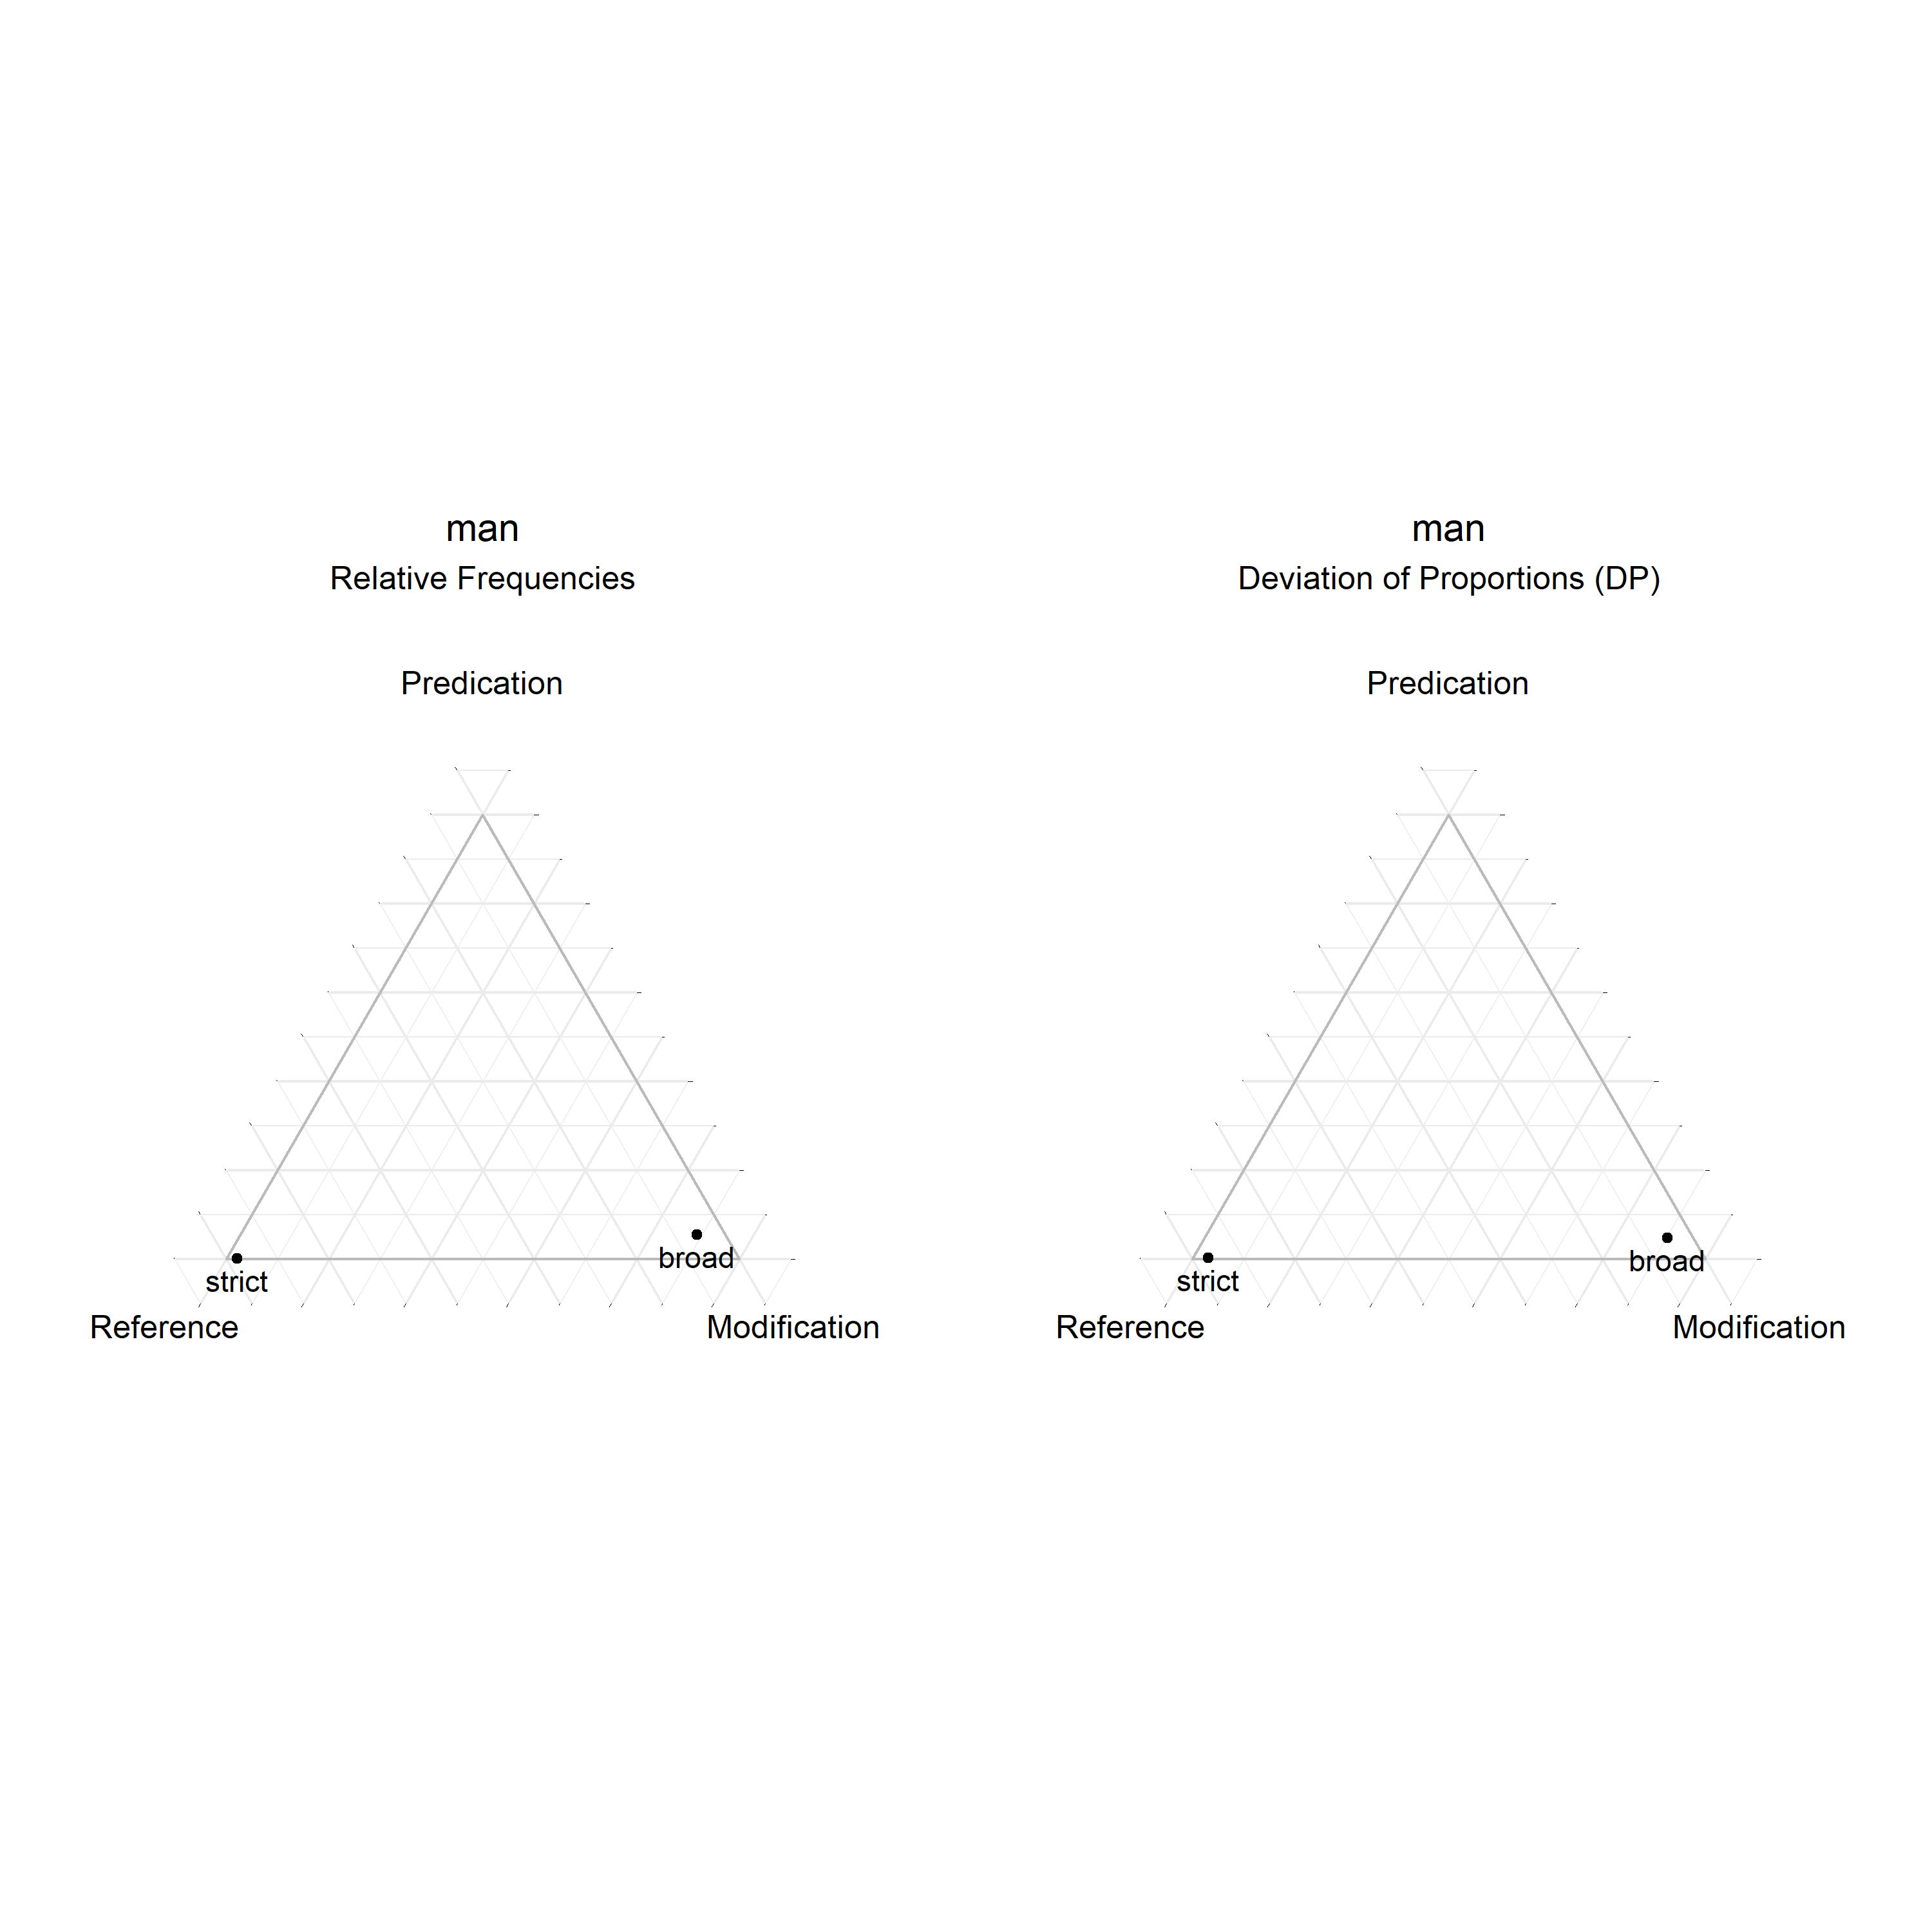 man
Relative Frequencies
Predication
strict
broad
Reference
Modification
man
Deviation of Proportions (DP)
Predication
strict
broad
Reference
Modification